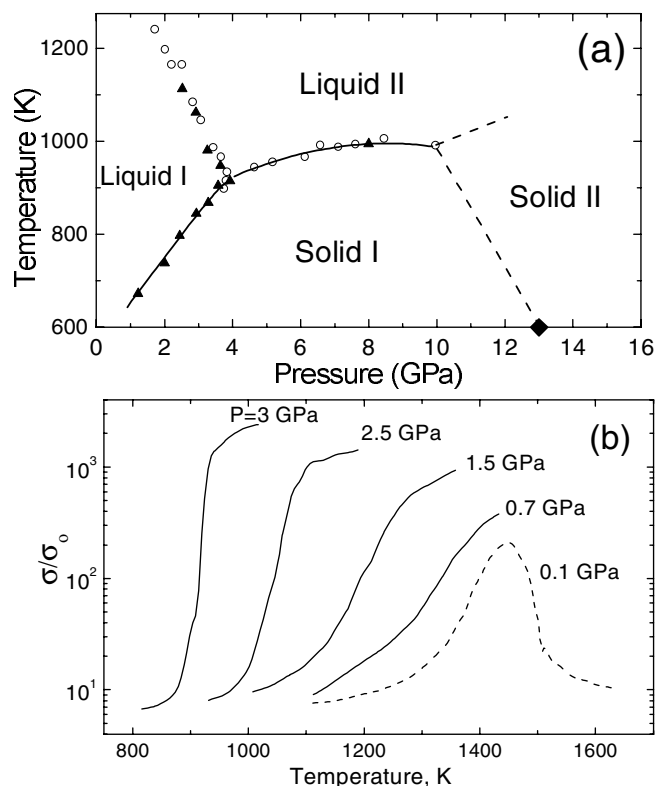 (a)
1200
1000
800
600
Temperature (K)
Liquid II
Liquid I
Solid II
Solid I
0 2 4 6 8 10 12 14 16
Pressure (GPa)
(b)
P=3 GPa
2.5 GPa
1.5 GPa
0.7 GPa
0.1 GPa
10³
10²
10¹
σ/σₒ
800 1000 1200 1400 1600
Temperature, K